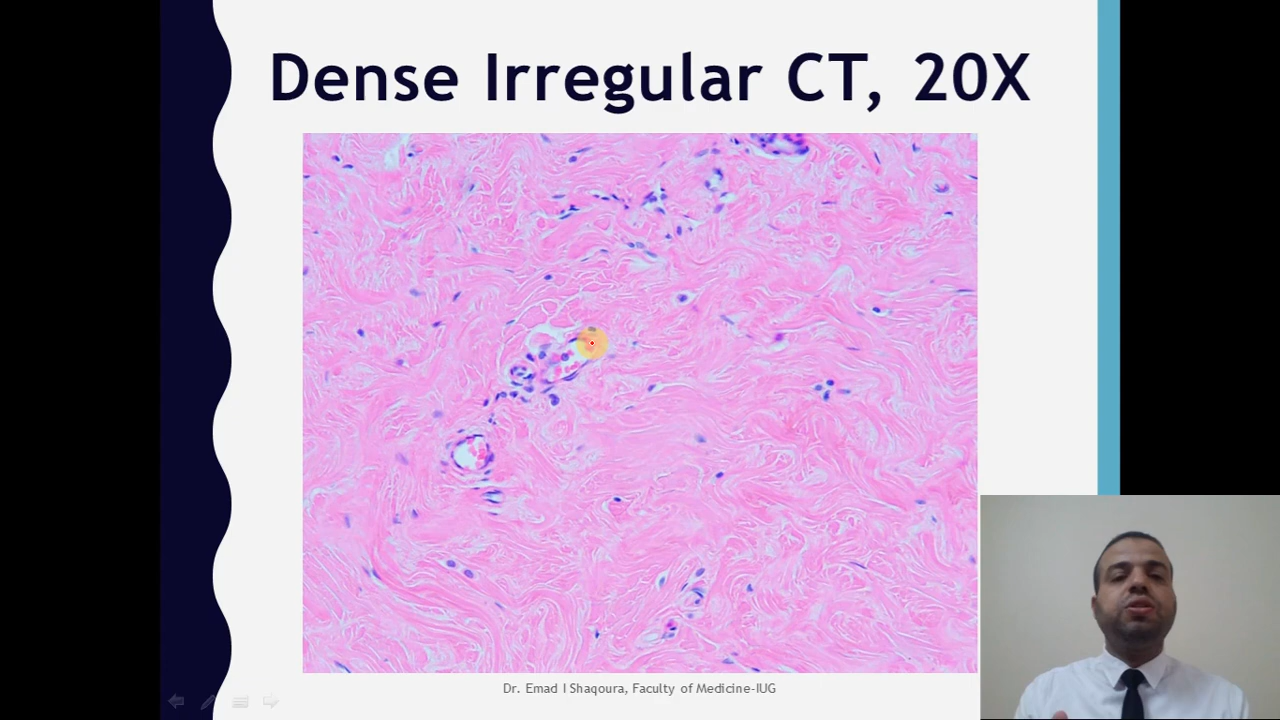 Dense Irregular CT, 20X
Dr. Emad I Shaqoura, Faculty of Medicine-IUG